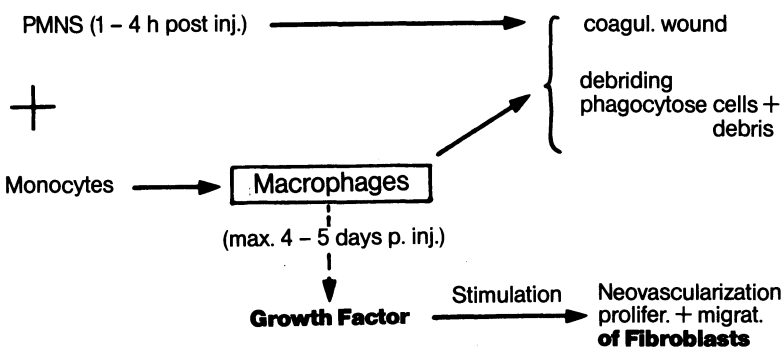 PMNS (1 – 4 h post inj.)
coagul. wound
debriding
phagocytose cells +
debris
+
Monocytes
Macrophages
(max. 4 – 5 days p. inj.)
Growth Factor
Stimulation
Neovascularization
prolifer. + migrat.
of Fibroblasts